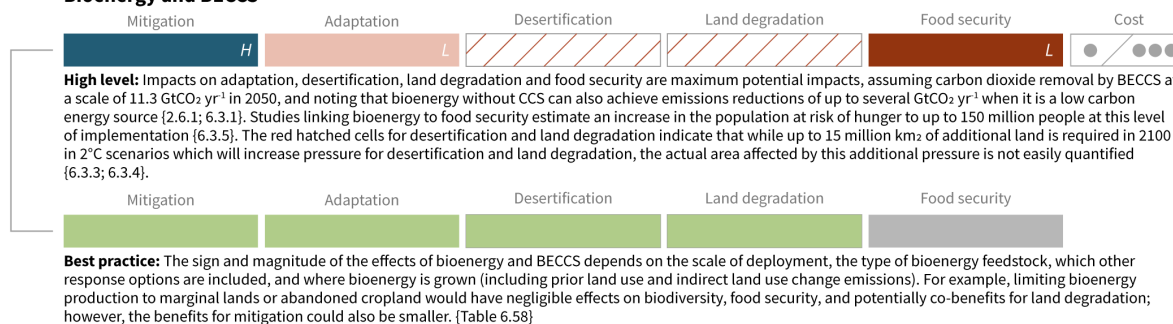 Bioenergy and BECCS
Mitigation Adaptation Desertification Land degradation Food security Cost
H L L
High level: Impacts on adaptation, desertification, land degradation and food security are maximum potential impacts, assuming carbon dioxide removal by BECCS at
a scale of 11.3 GtCO₂ yr⁻¹ in 2050, and noting that bioenergy without CCS can also achieve emissions reductions of up to several GtCO₂ yr⁻¹ when it is a low carbon
energy source {2.6.1; 6.3.1}. Studies linking bioenergy to food security estimate an increase in the population at risk of hunger to up to 150 million people at this level
of implementation {6.3.5}. The red hatched cells for desertification and land degradation indicate that while up to 15 million km₂ of additional land is required in 2100
in 2°C scenarios which will increase pressure for desertification and land degradation, the actual area affected by this additional pressure is not easily quantified
{6.3.3; 6.3.4}.
Mitigation Adaptation Desertification Land degradation Food security
Best practice: The sign and magnitude of the effects of bioenergy and BECCS depends on the scale of deployment, the type of bioenergy feedstock, which other
response options are included, and where bioenergy is grown (including prior land use and indirect land use change emissions). For example, limiting bioenergy
production to marginal lands or abandoned cropland would have negligible effects on biodiversity, food security, and potentially co-benefits for land degradation;
however, the benefits for mitigation could also be smaller. {Table 6.58}